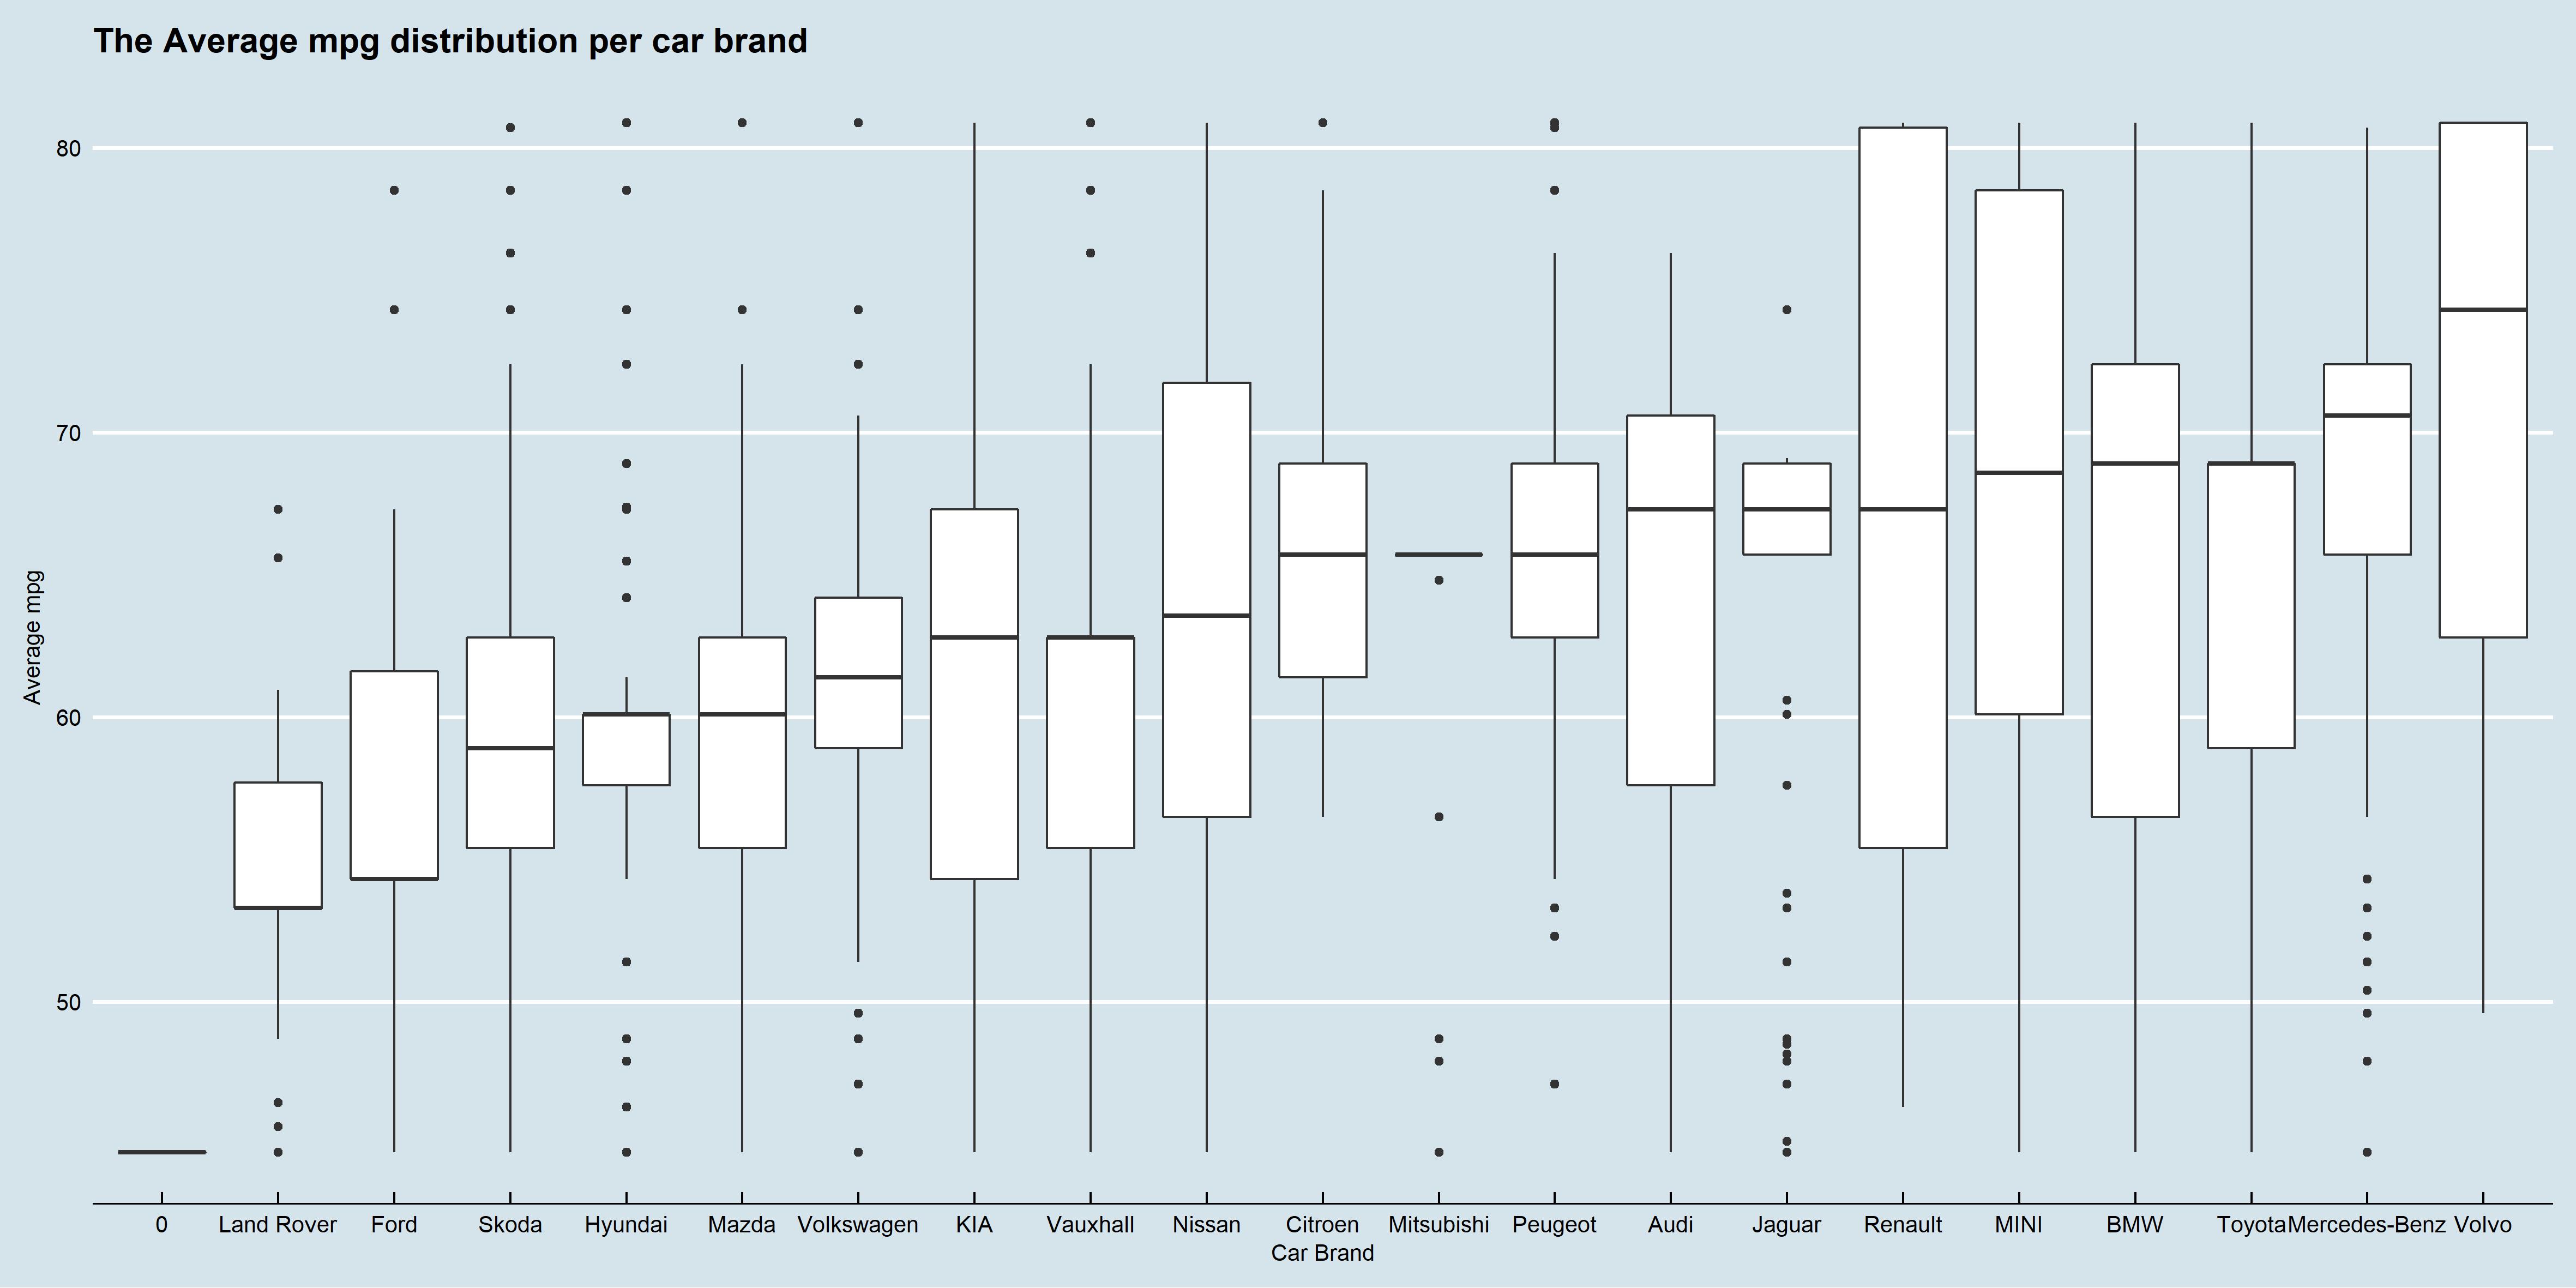 The Average mpg distribution per car brand
80
70
60
50
Average mpg
0 Land Rover Ford Skoda Hyundai Mazda Volkswagen KIA Vauxhall Nissan Citroen Mitsubishi Peugeot Audi Jaguar Renault MINI BMW Toyota Mercedes-Benz Volvo
Car Brand